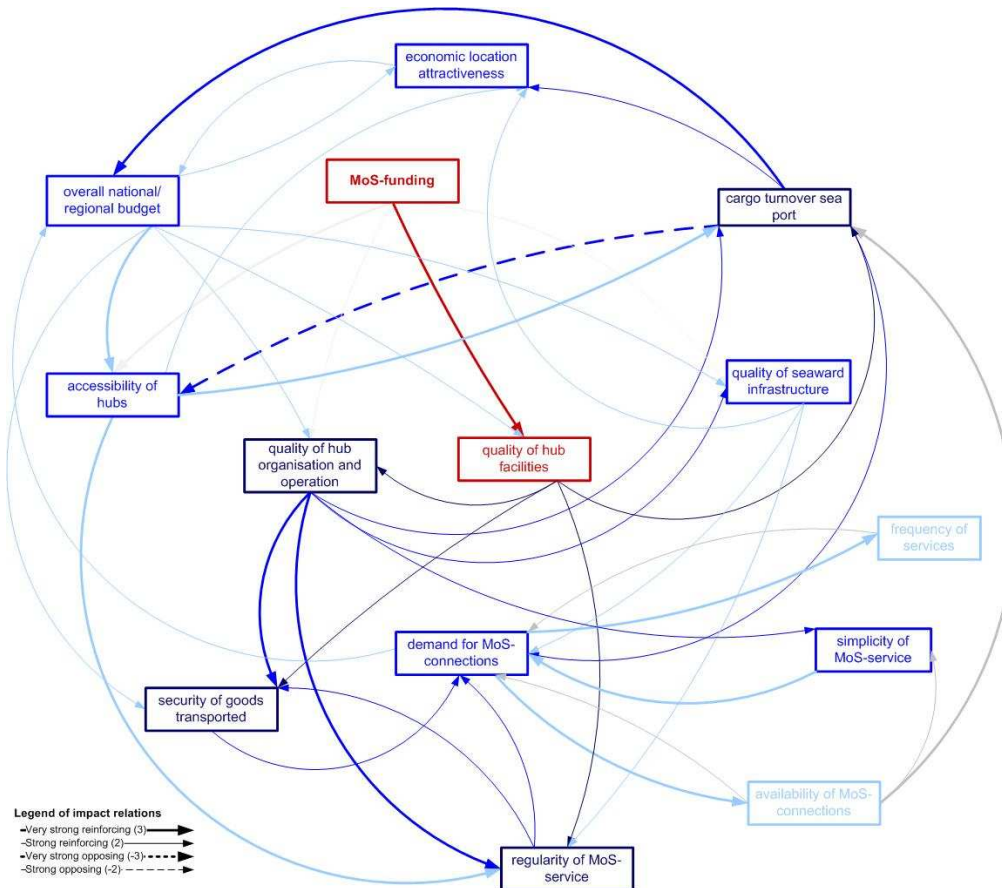 economic location
attractiveness
MoS-funding
overall national/
regional budget
cargo turnover sea
port
accessibility of
hubs
quality of seaward
infrastructure
quality of hub
organisation and
operation
quality of hub
facilities
frequency of
services
demand for MoS-
connections
simplicity of
MoS-service
security of goods
transported
availability of MoS-
connections
regularity of MoS-
service
Legend of impact relations
Very strong reinforcing (3)
Strong reinforcing (2)
Very strong opposing (-3)
Strong opposing (-2)